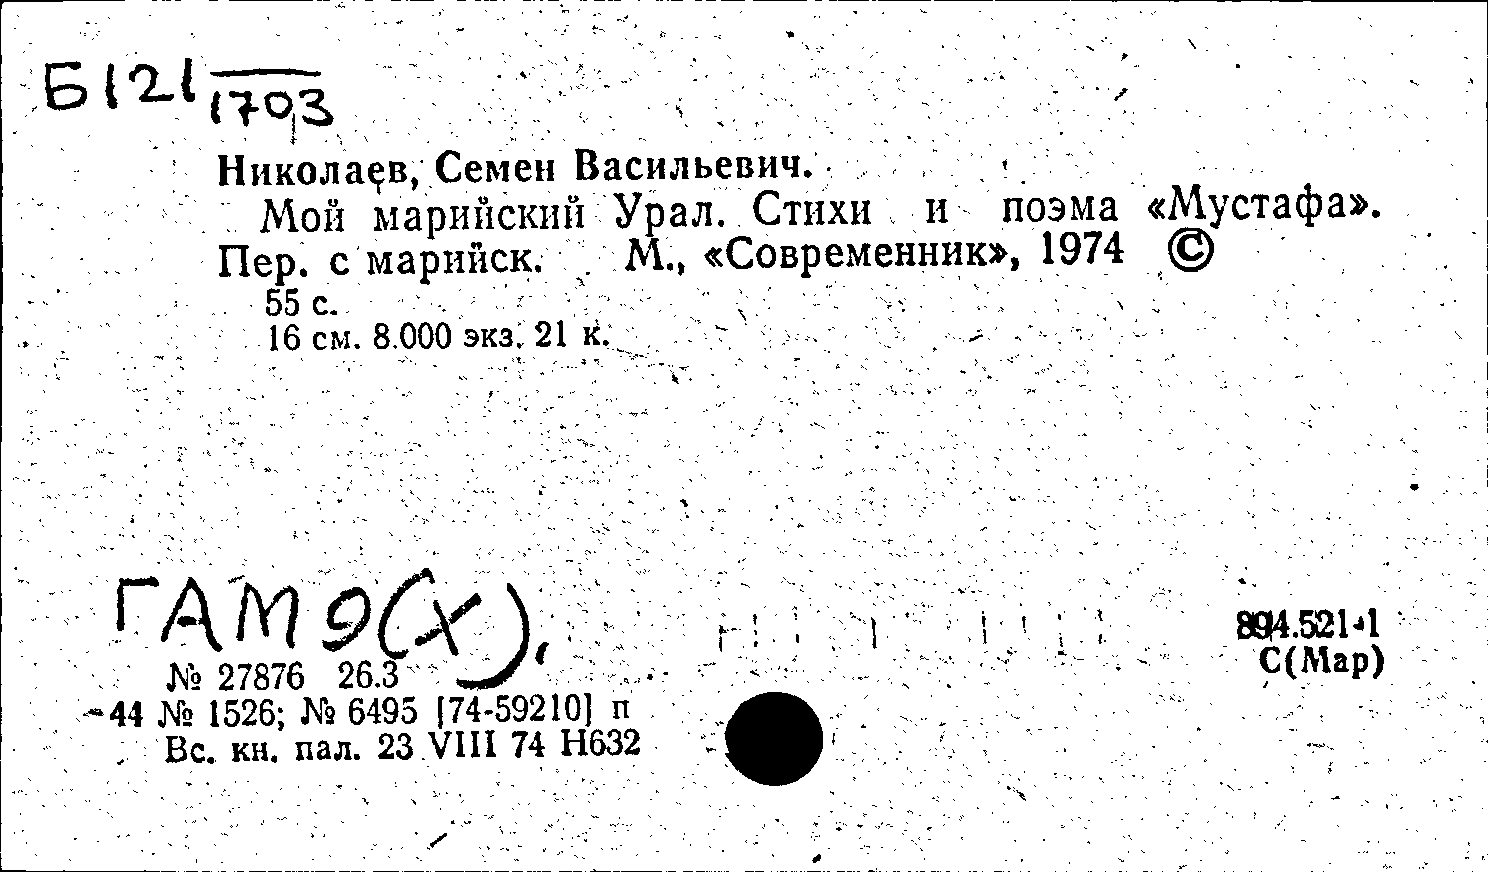 Б121 1703
Николаев, Семен Васильевич.
Мой марийский Урал. Стихи и поэма «Мустафа».
Пер. с марийск. М., «Современник», 1974 ©
55 с.
16 см. 8.000 экз. 21 к.
ГАМ 9(х),
№ 27876 26.3
-44 № 1526; № 6495 [74-59210] п
Вс. кн. пал. 23 VIII 74 Н632
894.521-1
С(Мар)